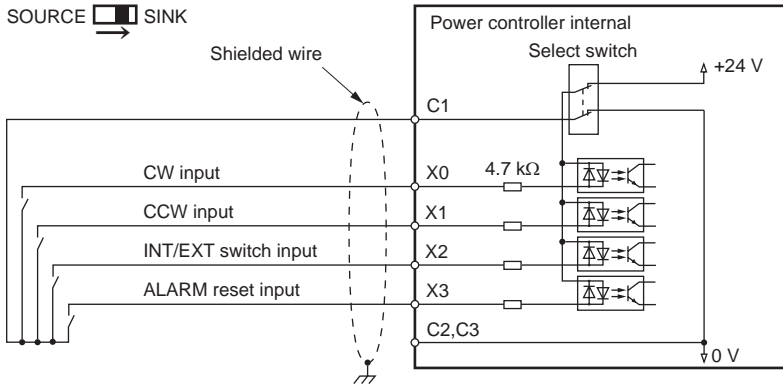 SOURCE SINK
Power controller internal
Select switch
+24 V
Shielded wire
C1
CW input
X0
4.7 kΩ
CCW input
X1
INT/EXT switch input
X2
ALARM reset input
X3
C2,C3
0 V